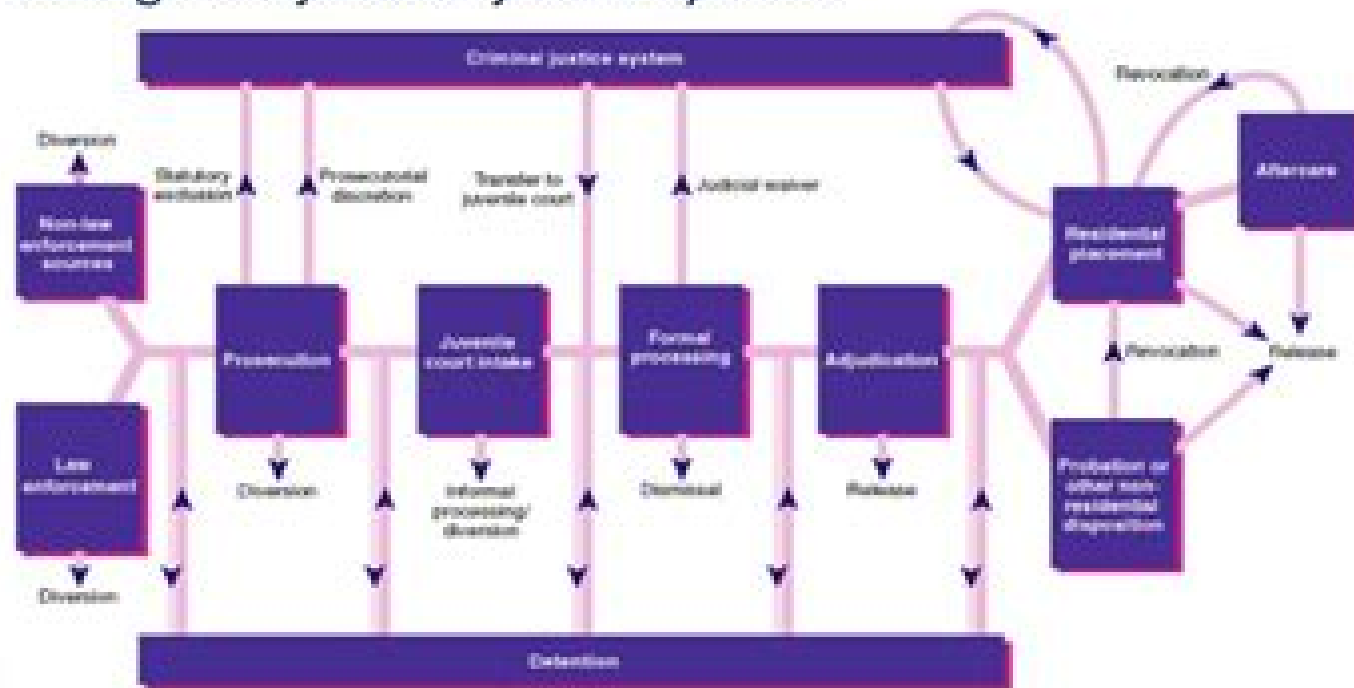 Criminal justice system
Revocation
Diversion
Aftercare
Statutory
exclusion
Prosecutorial
discretion
Transfer to
juvenile court
Judicial waiver
Non-law
enforcement
sources
Residential
placement
Prosecution
Juvenile
court intake
Formal
processing
Adjudication
Revocation
Release
Law
enforcement
Diversion
Informal
processing/
diversion
Dismissal
Release
Probation or
other non-
residential
disposition
Diversion
Detention